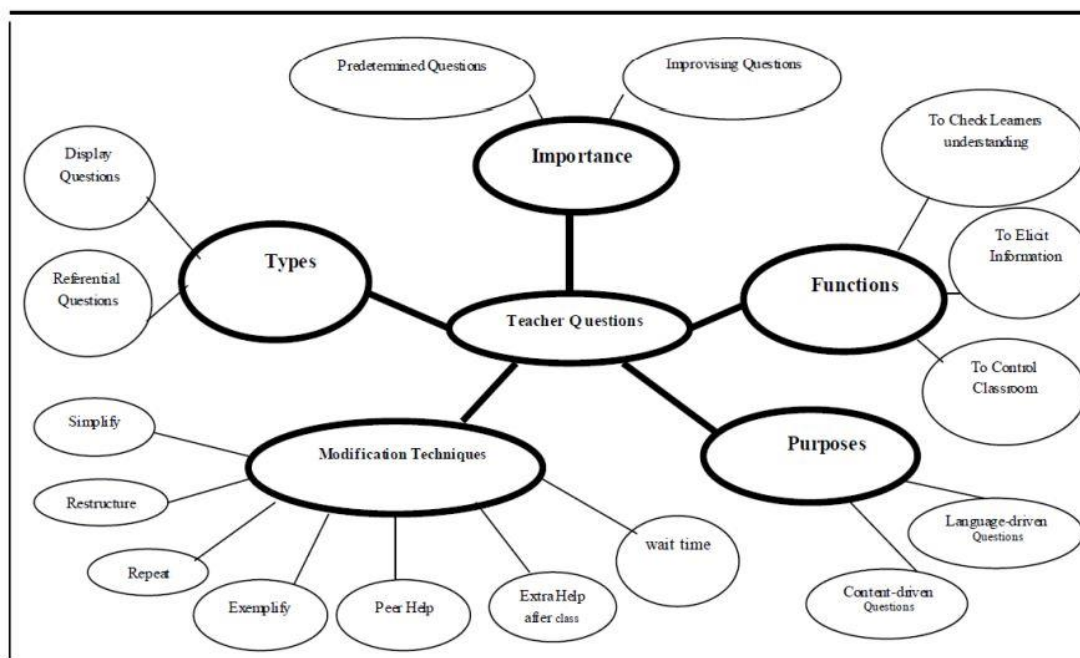 Predetermined Questions
Improvising Questions
Importance
To Check Learners
understanding
Display
Questions
To Elicit
Information
Types
Referential
Questions
Functions
Teacher Questions
To Control
Classroom
Simplify
Modification Techniques
Purposes
Restructure
Language-driven
Questions
wait time
Repeat
Exemplify
Peer Help
Extra Help
after class
Content-driven
Questions